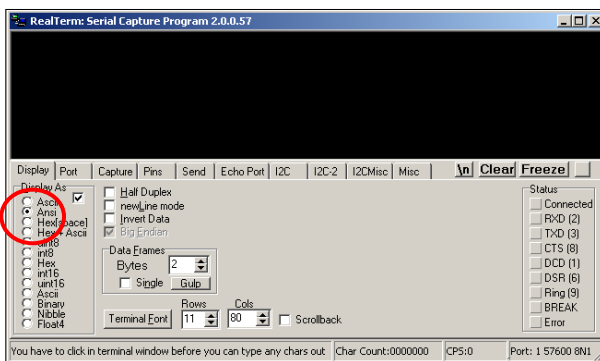 RealTerm: Serial Capture Program 2.0.0.57
Display Port Capture Pins Send Echo Port I2C I2C-2 I2CMisc Misc \n Clear Freeze
Display As
Ascii
Ansi
Hex[space]
Hex + Ascii
uint8
int8
Hex
int16
uint16
Ascii
Binary
Nibble
Float4
Half Duplex
newLine mode
Invert Data
Big Endian
Data Frames
Bytes 2
Single Gulp
Rows Cols
Terminal Font 11 80 Scrollback
Status
Connected
RXD (2)
TXD (3)
CTS (8)
DCD (1)
DSR (6)
Ring (9)
BREAK
Error
You have to click in terminal window before you can type any chars out Char Count:0000000 CPS:0 Port: 1 57600 8N1